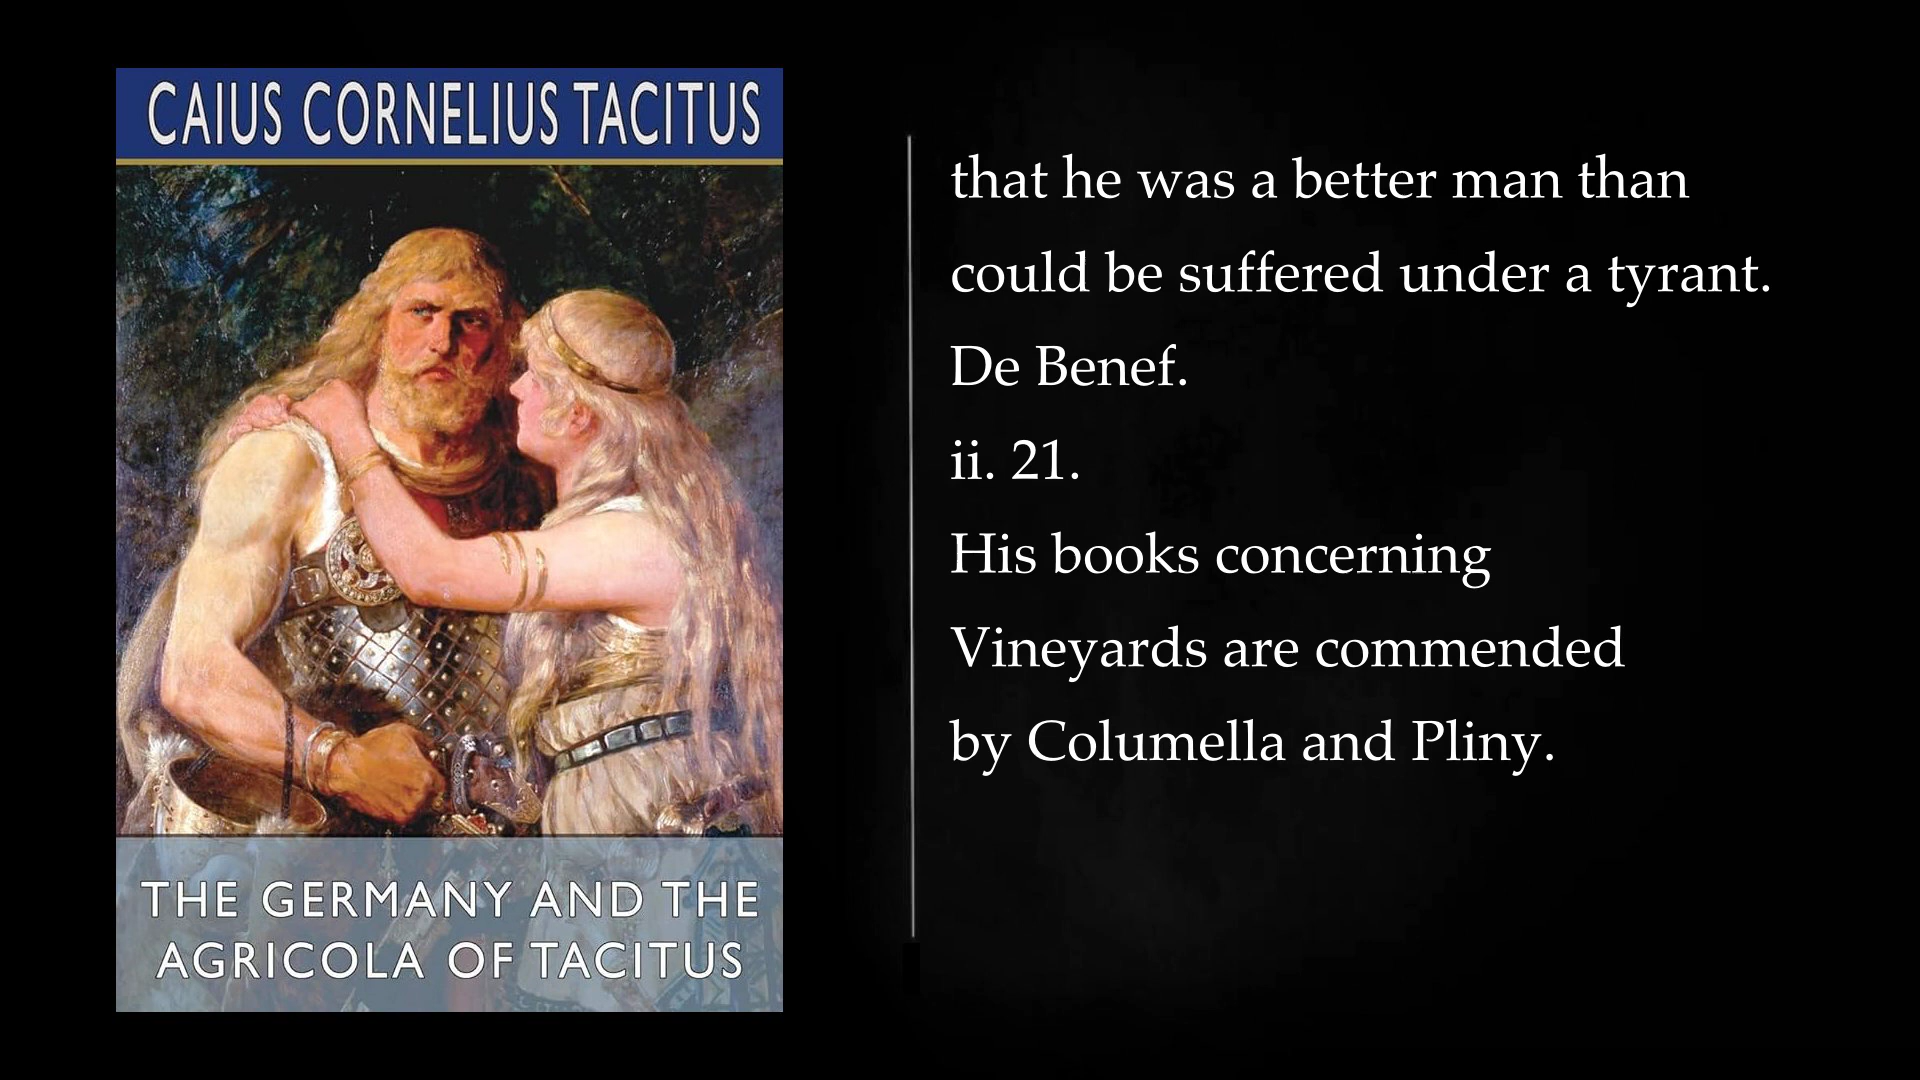 CAIUS CORNELIUS TACITUS
THE GERMANY AND THE
AGRICOLA OF TACITUS
that he was a better man than
could be suffered under a tyrant.
De Benef.
ii. 21.
His books concerning
Vineyards are commended
by Columella and Pliny.